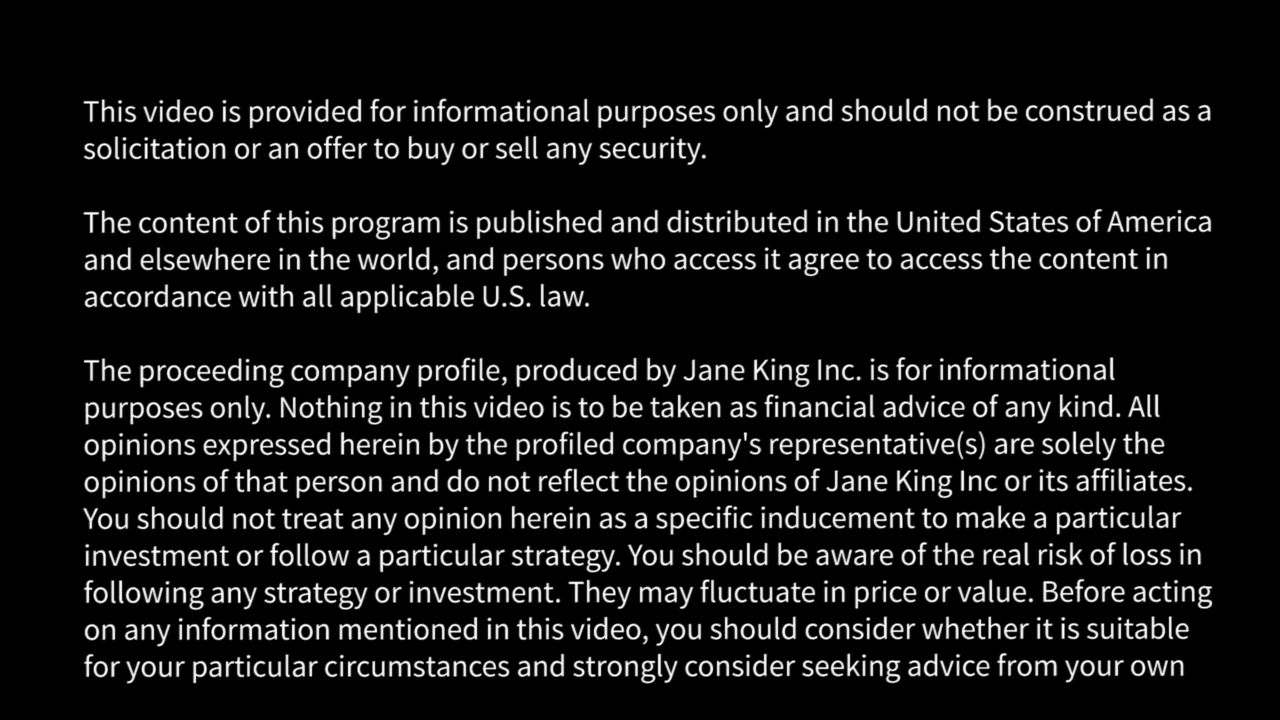 This video is provided for informational purposes only and should not be construed as a
solicitation or an offer to buy or sell any security.
The content of this program is published and distributed in the United States of America
and elsewhere in the world, and persons who access it agree to access the content in
accordance with all applicable U.S. law.
The proceeding company profile, produced by Jane King Inc. is for informational
purposes only. Nothing in this video is to be taken as financial advice of any kind. All
opinions expressed herein by the profiled company's representative(s) are solely the
opinions of that person and do not reflect the opinions of Jane King Inc or its affiliates.
You should not treat any opinion herein as a specific inducement to make a particular
investment or follow a particular strategy. You should be aware of the real risk of loss in
following any strategy or investment. They may fluctuate in price or value. Before acting
on any information mentioned in this video, you should consider whether it is suitable
for your particular circumstances and strongly consider seeking advice from your own